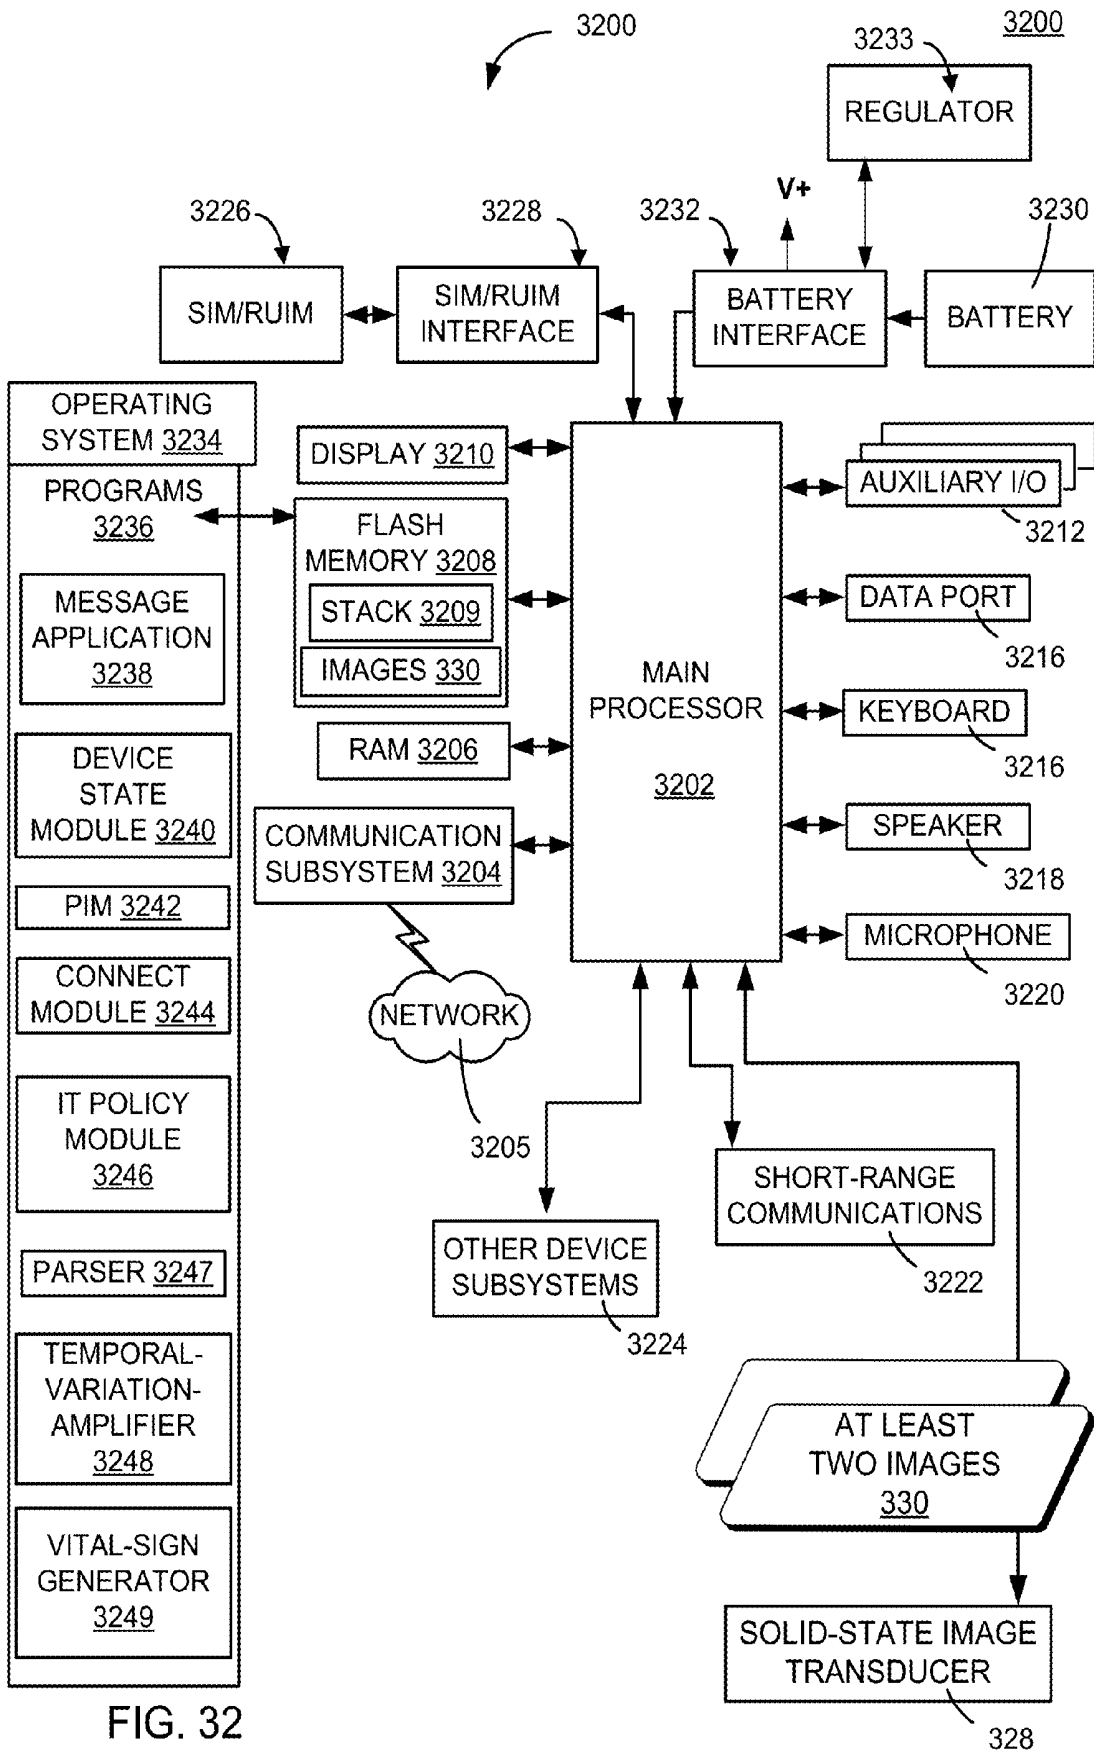 3200
3200
3233
REGULATOR
V+
3226
3228
3232
3230
SIM/RUIM
SIM/RUIM
INTERFACE
BATTERY
INTERFACE
BATTERY
OPERATING
SYSTEM 3234
PROGRAMS
3236
MESSAGE
APPLICATION
3238
DEVICE
STATE
MODULE 3240
PIM 3242
CONNECT
MODULE 3244
IT POLICY
MODULE
3246
PARSER 3247
TEMPORAL-
VARIATION-
AMPLIFIER
3248
VITAL-SIGN
GENERATOR
3249
DISPLAY 3210
FLASH
MEMORY 3208
STACK 3209
IMAGES 330
RAM 3206
COMMUNICATION
SUBSYSTEM 3204
NETWORK
3205
MAIN
PROCESSOR
3202
AUXILIARY I/O
3212
DATA PORT
3216
KEYBOARD
3216
SPEAKER
3218
MICROPHONE
3220
SHORT-RANGE
COMMUNICATIONS
3222
OTHER DEVICE
SUBSYSTEMS
3224
AT LEAST
TWO IMAGES
330
SOLID-STATE IMAGE
TRANSDUCER
328
FIG. 32